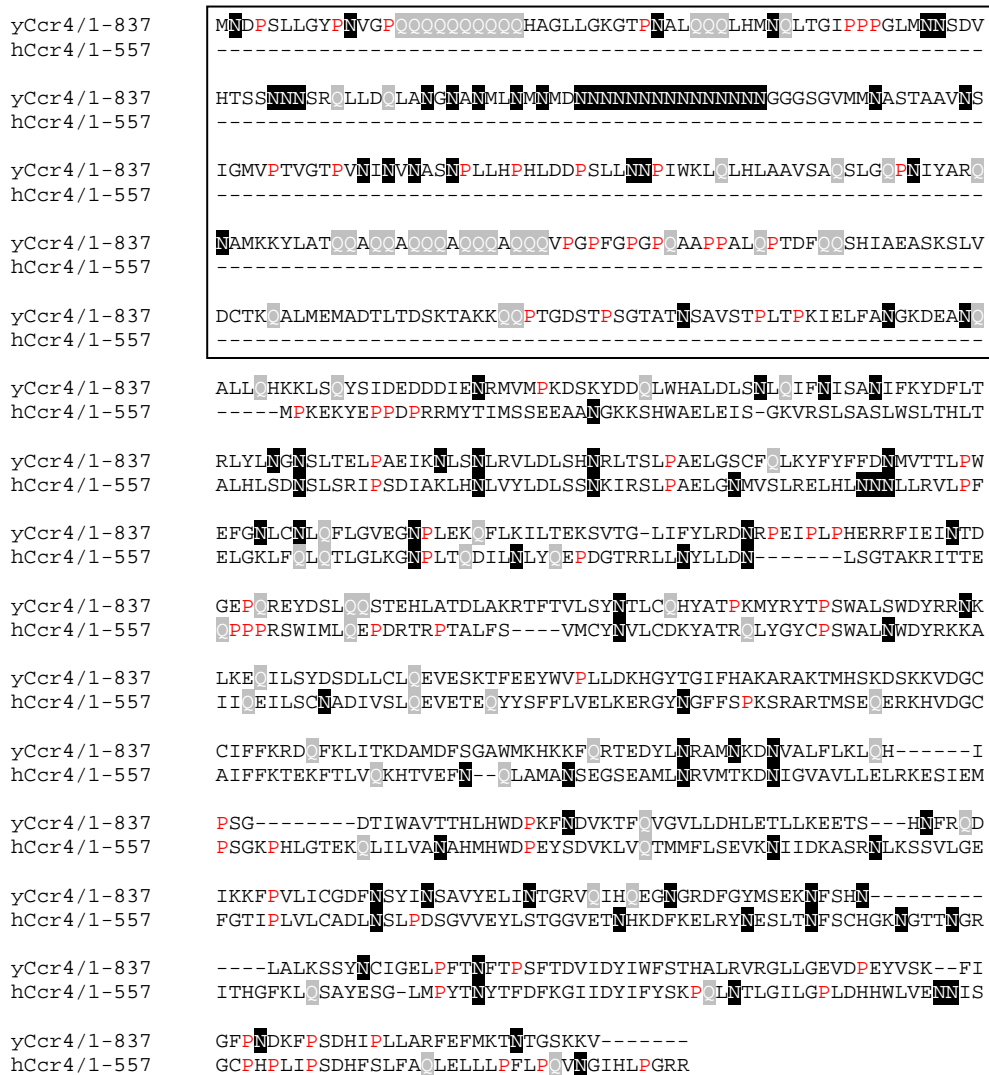 yCcr4/1-837 MNDPSLLGYPNVGPQQQQQQQQQQHAGLLGKGTPNALQQQLHMNQLTGIPPPGLMNNSDV
hCcr4/1-557 ------------------------------------------------------------
yCcr4/1-837 HTSSNNNSRQLLDQLANGNANMLNMNMDNNNNNNNNNNNNNNNGGGSGVMMNASTAAVNS
hCcr4/1-557 ------------------------------------------------------------
yCcr4/1-837 IGMVPTVGTPVNINVNASNPLLHPHLDDPSLLNNPIWKLQLHLAAVSAQSLGQPNIYARQ
hCcr4/1-557 ------------------------------------------------------------
yCcr4/1-837 NAMKKYLATQQAQQAQQQAQQQAQQQVPGPFGPGPQAAPPALQPTDFQQSHIAEASKSLV
hCcr4/1-557 ------------------------------------------------------------
yCcr4/1-837 DCTKQALMEMADTLTDSKTAKKQQPTGDSTPSGTATNSAVSTPLTPKIELFANGKDEANQ
hCcr4/1-557 ------------------------------------------------------------
yCcr4/1-837 ALLQHKKLSQYSIDEDDDIENRMVMPKDSKYDDQLWHALDLSNLQIFNISANIFKYDFLT
hCcr4/1-557 -----MPKEKYEPPDPRRMYTIMSSEEAANGKKSHWAELEIS-GKVRSLSASLWSLTHLT
yCcr4/1-837 RLYLNGNSLTELPAEIKNLSNLRVLDLSHNRLTSLPAELGSCFQLKYFYFFDNMVTTLPW
hCcr4/1-557 ALHLSDNSLSRIPSDIAKLHNLVYLDLSSNKIRSLPAELGNMVSLRELHLNNNLLRVLPF
yCcr4/1-837 EFGNLCNLQFLGVEGNPLEKQFLKILTEKSVTG-LIFYLRDNRPEIPLPHERRFIEINTD
hCcr4/1-557 ELGKLFQLQTLGLKGNPLTQDILNLYQEPDGTRRLLNYLLDN-------LSGTAKRITTE
yCcr4/1-837 GEPQREYDSLQQSTEHLATDLAKRTFTVLSYNTLCQHYATPKMYRYTPSWALSWDYRRNK
hCcr4/1-557 QPPPRSWIMLQEPDRTRPTALFS----VMCYNVLCDKYATRQLYGYCPSWALNWDYRKKA
yCcr4/1-837 LKEQILSYDSDLLCLQEVESKTFEEYWVPLLDKHGYTGIFHAKARAKTMHSKDSKKVDGC
hCcr4/1-557 IIQEILSCNADIVSLQEVETEQYYSFFLVELKERGYNGFFSPKSRARTMSEQERKHVDGC
yCcr4/1-837 CIFFKRDQFKLITKDAMDFSGAWMKHKKFQRTEDYLNRAMNKDNVALFLKLQH------I
hCcr4/1-557 AIFFKTEKFTLVQKHTVEFN--QLAMANSEGSEAMLNRVMTKDNIGVAVLLELRKESIEM
yCcr4/1-837 PSG--------DTIWAVTTHLHWDPKFNDVKTFQVGVLLDHLETLLKEETS---HNFRQD
hCcr4/1-557 PSGKPHLGTEKQLILVANAHMHWDPEYSDVKLVQTMMFLSEVKNIIDKASRNLKSSVLGE
yCcr4/1-837 IKKFPVLICGDFNSYINSAVYELINTGRVQIHQEGNGRDFGYMSEKNFSHN---------
hCcr4/1-557 FGTIPLVLCADLNSLPDSGVVEYLSTGGVETNHKDFKELRYNESLTNFSCHGKNGTTNGR
yCcr4/1-837 ----LALKSSYNCIGELPFTNFTPSFTDVIDYIWFSTHALRVRGLLGEVDPEYVSK--FI
hCcr4/1-557 ITHGFKLQSAYESG-LMPYTNYTFDFKGIIDYIFYSKPQLNTLGILGPLDHHWLVENNIS
yCcr4/1-837 GFPNDKFPSDHIPLLARFEFMKTNTGSKKV-------
hCcr4/1-557 GCPHPLIPSDHFSLFAQLELLLPFLPQVNGIHLPGRR